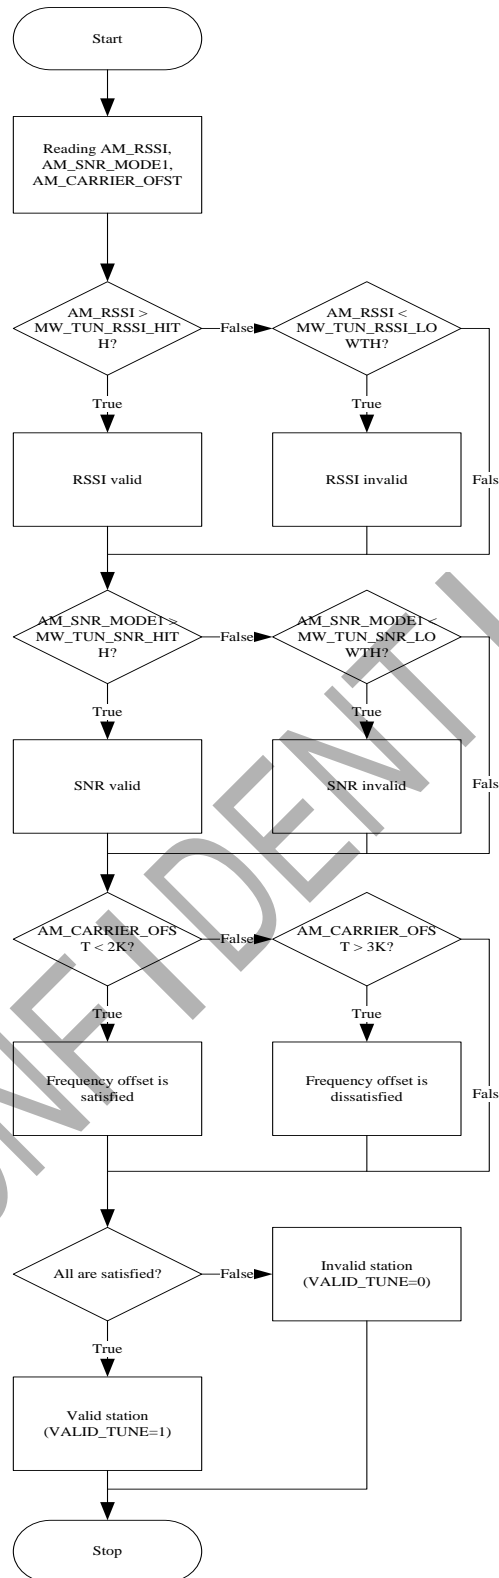 Start
Reading AM_RSSI,
AM_SNR_MODE1,
AM_CARRIER_OFST
AM_RSSI >
MW_TUN_RSSI_HIT
H?
False
AM_RSSI <
MW_TUN_RSSI_LO
WTH?
True
True
RSSI valid
RSSI invalid
Fals
AM_SNR_MODE1 >
MW_TUN_SNR_HIT
H?
False
AM_SNR_MODE1 <
MW_TUN_SNR_LO
WTH?
True
True
SNR valid
SNR invalid
Fals
AM_CARRIER_OFS
T < 2K?
False
AM_CARRIER_OFS
T > 3K?
True
True
Frequency offset is
satisfied
Frequency offset is
dissatisfied
Fals
All are satisfied?
False
Invalid station
(VALID_TUNE=0)
True
Valid station
(VALID_TUNE=1)
Stop
ONFIDENTI